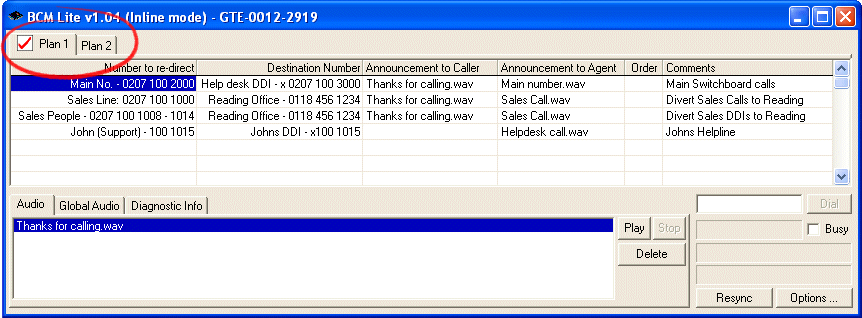 BCM Lite v1.04 (Inline mode) - GTE-0012-2919
Plan 1 Plan 2
Number to re-direct Destination Number Announcement to Caller Announcement to Agent Order Comments
Main No. - 0207 100 2000 Help desk DDI - x 0207 100 3000 Thanks for calling.wav Main number.wav Main Switchboard calls
Sales Line: 0207 100 1000 Reading Office - 0118 456 1234 Thanks for calling.wav Sales Call.wav Divert Sales Calls to Reading
Sales People - 0207 100 1008 - 1014 Reading Office - 0118 456 1234 Thanks for calling.wav Sales Call.wav Divert Sales DDIs to Reading
John (Support) - 100 1015 Johns DDI - x100 1015 Helpdesk call.wav Johns Helpline
Audio Global Audio Diagnostic Info Dial
Thanks for calling.wav Play Stop Busy
Delete
Resync Options ...